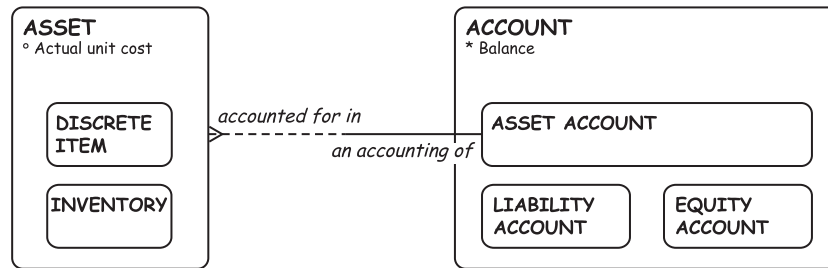 ASSET
° Actual unit cost
DISCRETE
ITEM
INVENTORY
accounted for in
an accounting of
ACCOUNT
* Balance
ASSET ACCOUNT
LIABILITY
ACCOUNT
EQUITY
ACCOUNT